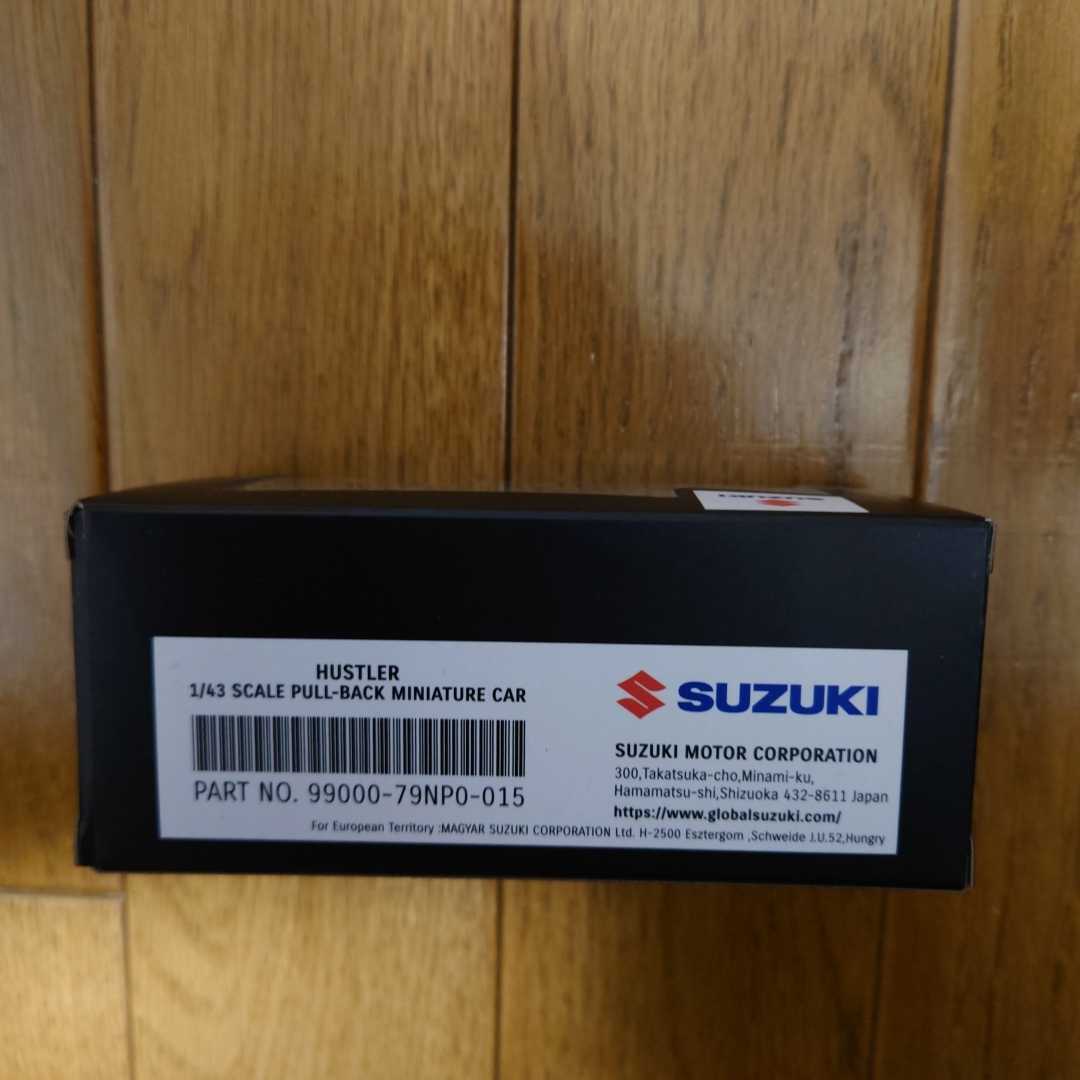 SUZUKI
HUSTLER
1/43 SCALE PULL-BACK MINIATURE CAR
PART NO. 99000-79NP0-015
SUZUKI
SUZUKI MOTOR CORPORATION
300,Takatsuka-cho,Minami-ku,
Hamamatsu-shi,Shizuoka 432-8611 Japan
https://www.globalsuzuki.com/
For European Territory :MAGYAR SUZUKI CORPORATION Ltd. H-2500 Esztergom ,Schweide J.U.52,Hungry